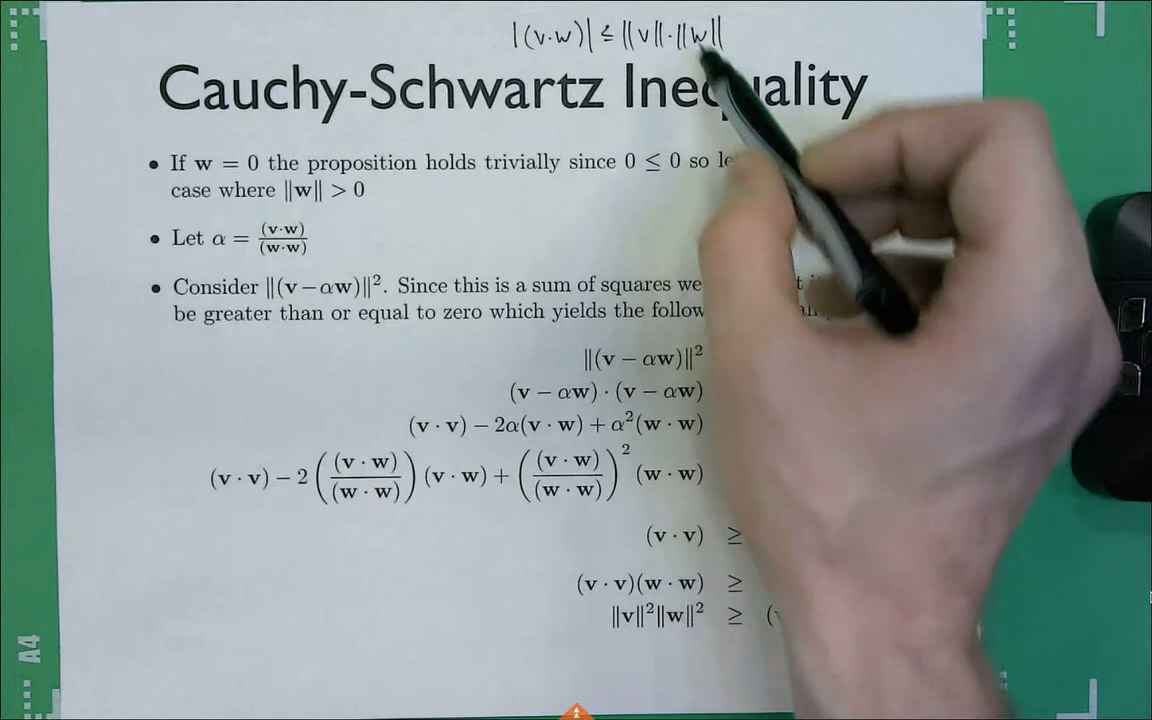 |(v·w)| ≤ ||v||·||w||
Cauchy-Schwartz Inequality
• If w = 0 the proposition holds trivially since 0 ≤ 0 so
case where ‖w‖ > 0
• Let α = (v·w)/(w·w)
• Consider ‖(v−αw)‖². Since this is a sum of squares we
be greater than or equal to zero which yields the
‖(v − αw)‖²
(v − αw) · (v − αw)
(v · v) − 2α(v · w) + α²(w · w)
(v · v) − 2((v · w)/(w · w))(v · w) + ((v · w)/(w · w))²(w · w)
(v · v) ≥
(v · v)(w · w) ≥
‖v‖²‖w‖² ≥ (
A4